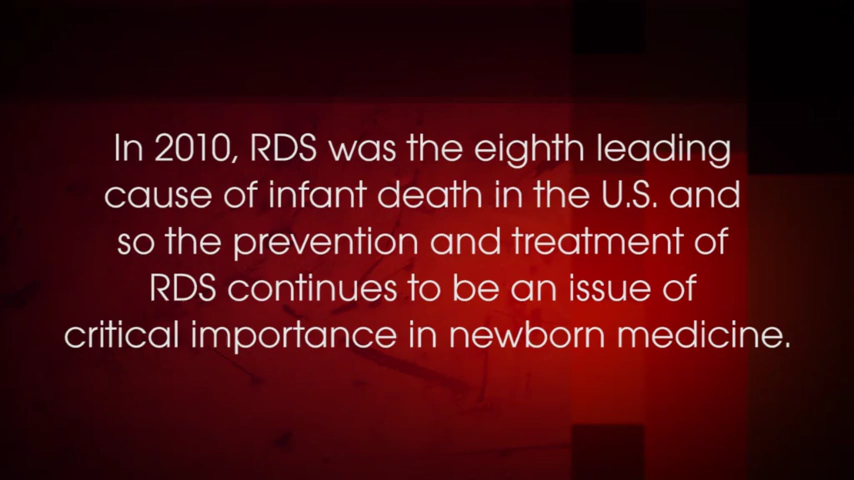 In 2010, RDS was the eighth leading
cause of infant death in the U.S. and
so the prevention and treatment of
RDS continues to be an issue of
critical importance in newborn medicine.